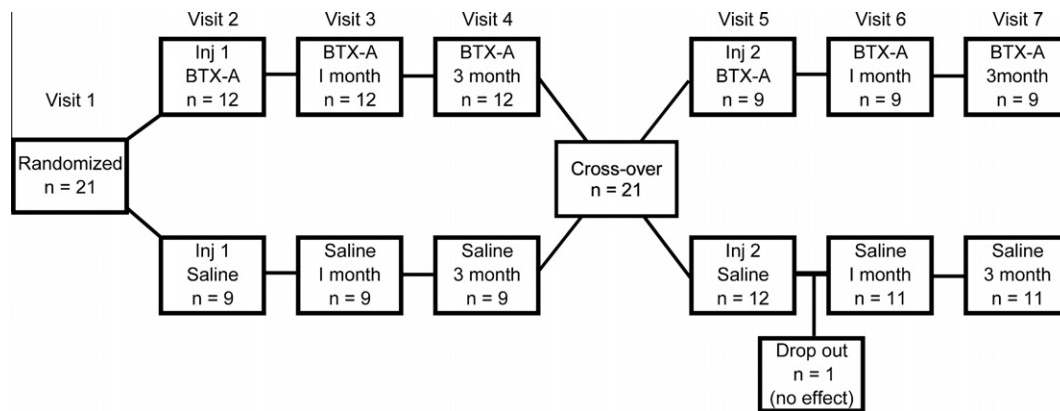 Visit 1
Randomized
n = 21
Visit 2
Inj 1
BTX-A
n = 12
Visit 3
BTX-A
I month
n = 12
Visit 4
BTX-A
3 month
n = 12
Inj 1
Saline
n = 9
Saline
I month
n = 9
Saline
3 month
n = 9
Cross-over
n = 21
Visit 5
Inj 2
BTX-A
n = 9
Visit 6
BTX-A
I month
n = 9
Visit 7
BTX-A
3month
n = 9
Inj 2
Saline
n = 12
Saline
I month
n = 11
Saline
3 month
n = 11
Drop out
n = 1
(no effect)